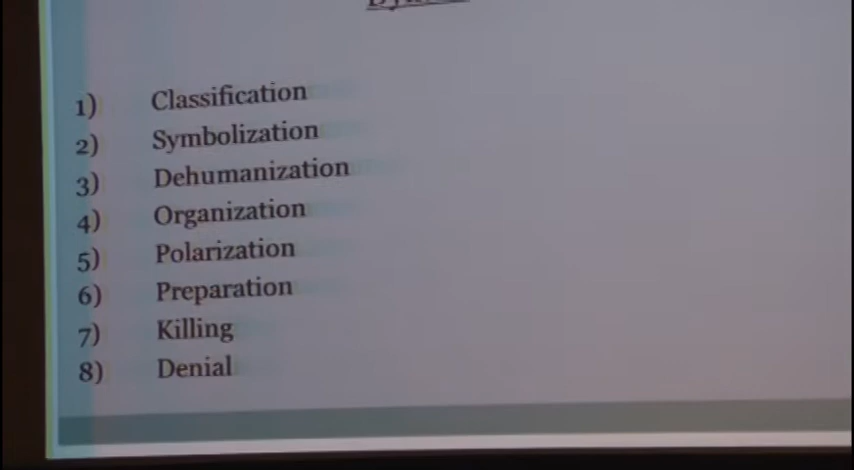 1) Classification
2) Symbolization
3) Dehumanization
4) Organization
5) Polarization
6) Preparation
7) Killing
8) Denial